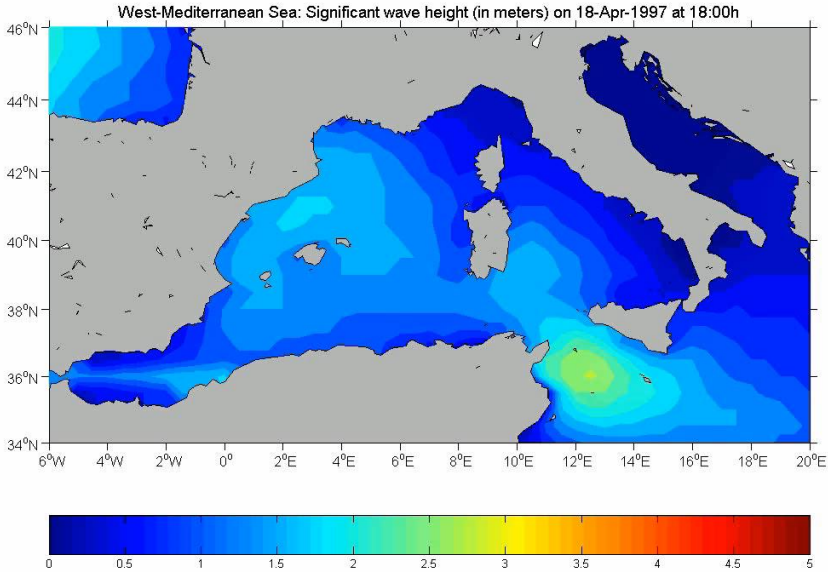 West-Mediterranean Sea: Significant wave height (in meters) on 18-Apr-1997 at 18:00h
46°N
44°N
42°N
40°N
38°N
36°N
34°N
6°W 4°W 2°W 0° 2°E 4°E 6°E 8°E 10°E 12°E 14°E 16°E 18°E 20°E
0 0.5 1 1.5 2 2.5 3 3.5 4 4.5 5